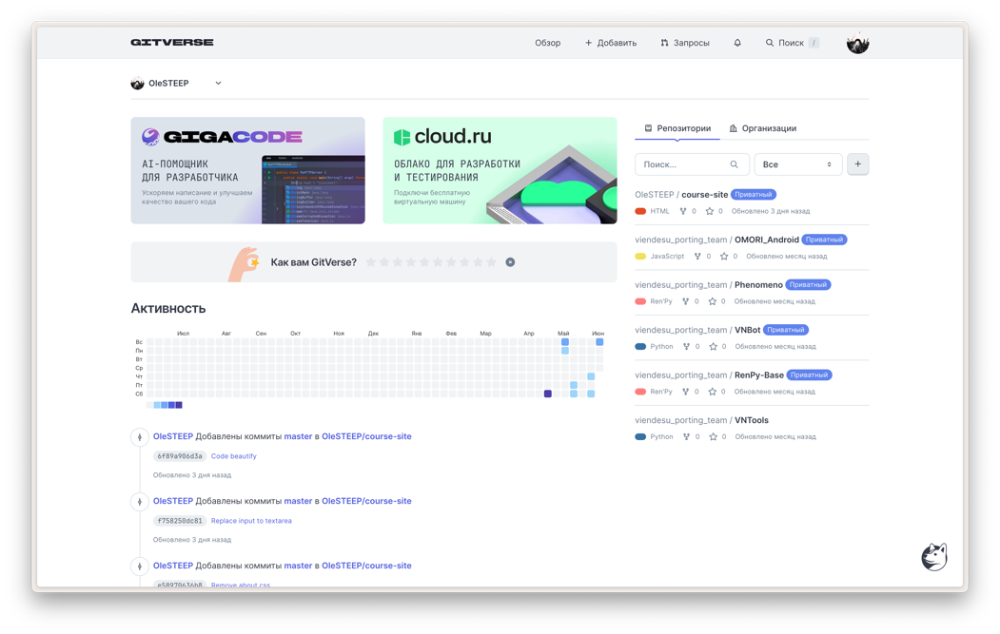 GITVERSE
Обзор
Добавить
Запросы
Поиск /
OleSTEEP
GIGACODE
AI-ПОМОЩНИК
ДЛЯ РАЗРАБОТЧИКА
Ускоряем написание и улучшаем
качество вашего кода
cloud.ru
ОБЛАКО ДЛЯ РАЗРАБОТКИ
И ТЕСТИРОВАНИЯ
Подключи бесплатную
виртуальную машину
Как вам GitVerse?
Активность
Июл Авг Сен Окт Ноя Дек Янв Фев Мар Апр Май Июн
Вс
Пн
Вт
Ср
Чт
Пт
Сб
OleSTEEP Добавлены коммиты master в OleSTEEP/course-site
6f89a906d3a Code beautify
Обновлено 3 дня назад
OleSTEEP Добавлены коммиты master в OleSTEEP/course-site
f758250dc81 Replace input to textarea
Обновлено 3 дня назад
OleSTEEP Добавлены коммиты master в OleSTEEP/course-site
e58970636b8 Remove about css
Репозитории
Организации
Поиск...
Все
+
OleSTEEP / course-site Приватный
HTML 0 0 Обновлено 3 дня назад
viendesu_porting_team / OMORI_Android Приватный
JavaScript 0 0 Обновлено месяц назад
viendesu_porting_team / Phenomeno Приватный
Ren'Py 0 0 Обновлено месяц назад
viendesu_porting_team / VNBot Приватный
Python 0 0 Обновлено месяц назад
viendesu_porting_team / RenPy-Base Приватный
Ren'Py 0 0 Обновлено месяц назад
viendesu_porting_team / VNTools
Python 0 0 Обновлено месяц назад